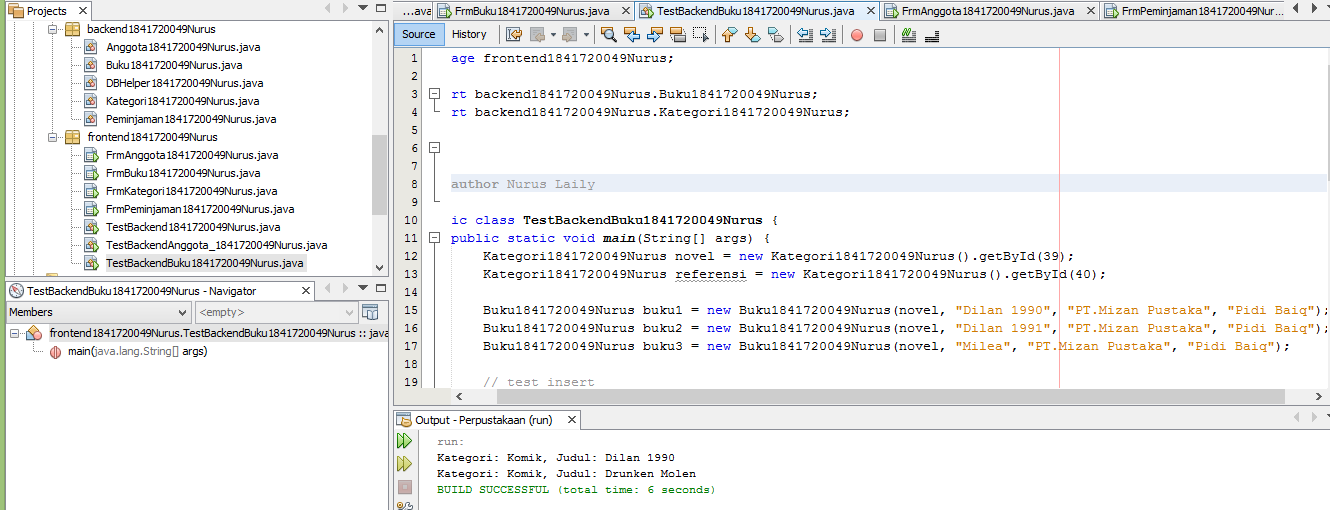 Projects
backend1841720049Nurus
Anggota1841720049Nurus.java
Buku1841720049Nurus.java
DBHelper1841720049Nurus.java
Kategori1841720049Nurus.java
Peminjaman1841720049Nurus.java
frontend1841720049Nurus
FrmAnggota1841720049Nurus.java
FrmBuku1841720049Nurus.java
FrmKategori1841720049Nurus.java
FrmPeminjaman1841720049Nurus.java
TestBackend1841720049Nurus.java
TestBackendAnggota_1841720049Nurus.java
TestBackendBuku1841720049Nurus.java
TestBackendBuku1841720049Nurus - Navigator
Members <empty>
frontend1841720049Nurus.TestBackendBuku1841720049Nurus :: java
main(java.lang.String[] args)
...ava FrmBuku1841720049Nurus.java TestBackendBuku1841720049Nurus.java FrmAnggota1841720049Nurus.java FrmPeminjaman1841720049Nur...
Source History
1 age frontend1841720049Nurus;
2
3 rt backend1841720049Nurus.Buku1841720049Nurus;
4 rt backend1841720049Nurus.Kategori1841720049Nurus;
5
6
7
8 author Nurus Laily
9
10 ic class TestBackendBuku1841720049Nurus {
11 public static void main(String[] args) {
12 Kategori1841720049Nurus novel = new Kategori1841720049Nurus().getById(39);
13 Kategori1841720049Nurus referensi = new Kategori1841720049Nurus().getById(40);
14
15 Buku1841720049Nurus buku1 = new Buku1841720049Nurus(novel, "Dilan 1990", "PT.Mizan Pustaka", "Pidi Baiq");
16 Buku1841720049Nurus buku2 = new Buku1841720049Nurus(novel, "Dilan 1991", "PT.Mizan Pustaka", "Pidi Baiq");
17 Buku1841720049Nurus buku3 = new Buku1841720049Nurus(novel, "Milea", "PT.Mizan Pustaka", "Pidi Baiq");
18
19 // test insert
Output - Perpustakaan (run)
run:
Kategori: Komik, Judul: Dilan 1990
Kategori: Komik, Judul: Drunken Molen
BUILD SUCCESSFUL (total time: 6 seconds)